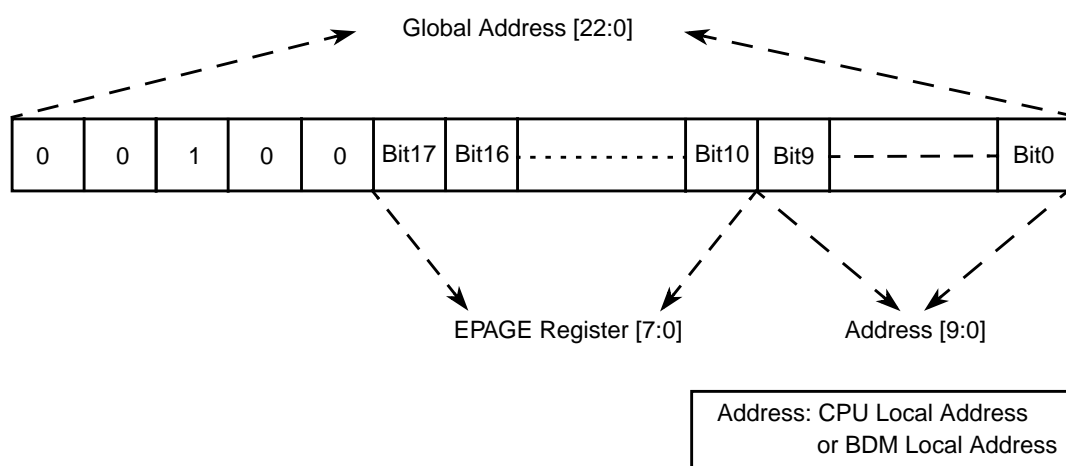 Global Address [22:0]
0 0 1 0 0 Bit17 Bit16 Bit10 Bit9 Bit0
EPAGE Register [7:0] Address [9:0]
Address: CPU Local Address
or BDM Local Address